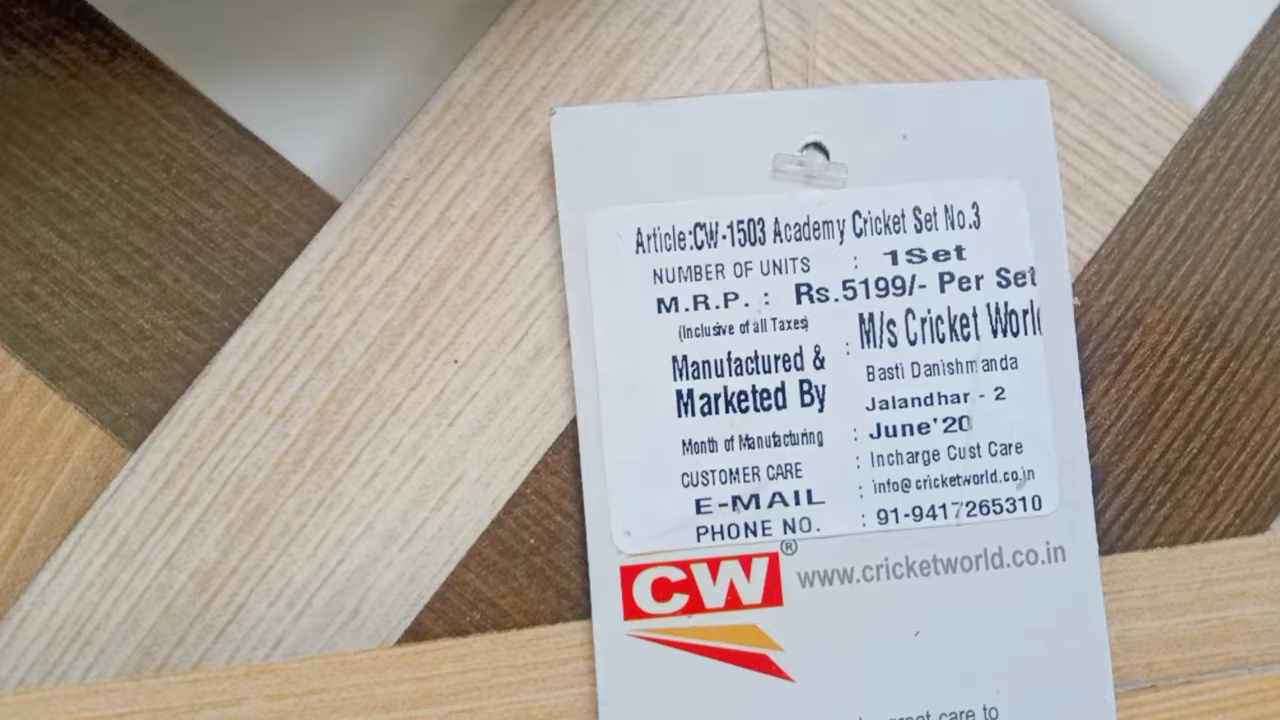 Article:CW-1503 Academy Cricket Set No.3
NUMBER OF UNITS : 1Set
M.R.P. : Rs.5199/- Per Set
(Inclusive of all Taxes)
Manufactured & : M/s Cricket Worl
Marketed By Basti Danishmanda
Jalandhar - 2
Month of Manufacturing : June'20
CUSTOMER CARE : Incharge Cust Care
E-MAIL : info@cricketworld.co.in
PHONE NO. : 91-9417265310
CW® www.cricketworld.co.in
great care to